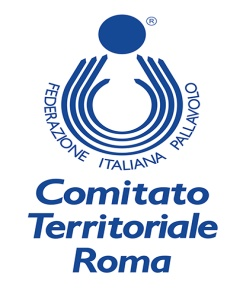 ®
FEDERAZIONE ITALIANA PALLAVOLO
Comitato
Territoriale
Roma